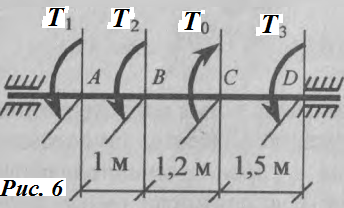 T₁ T₂ T₀ T₃
A B C D
1 м 1,2 м 1,5 м
Рис. 6